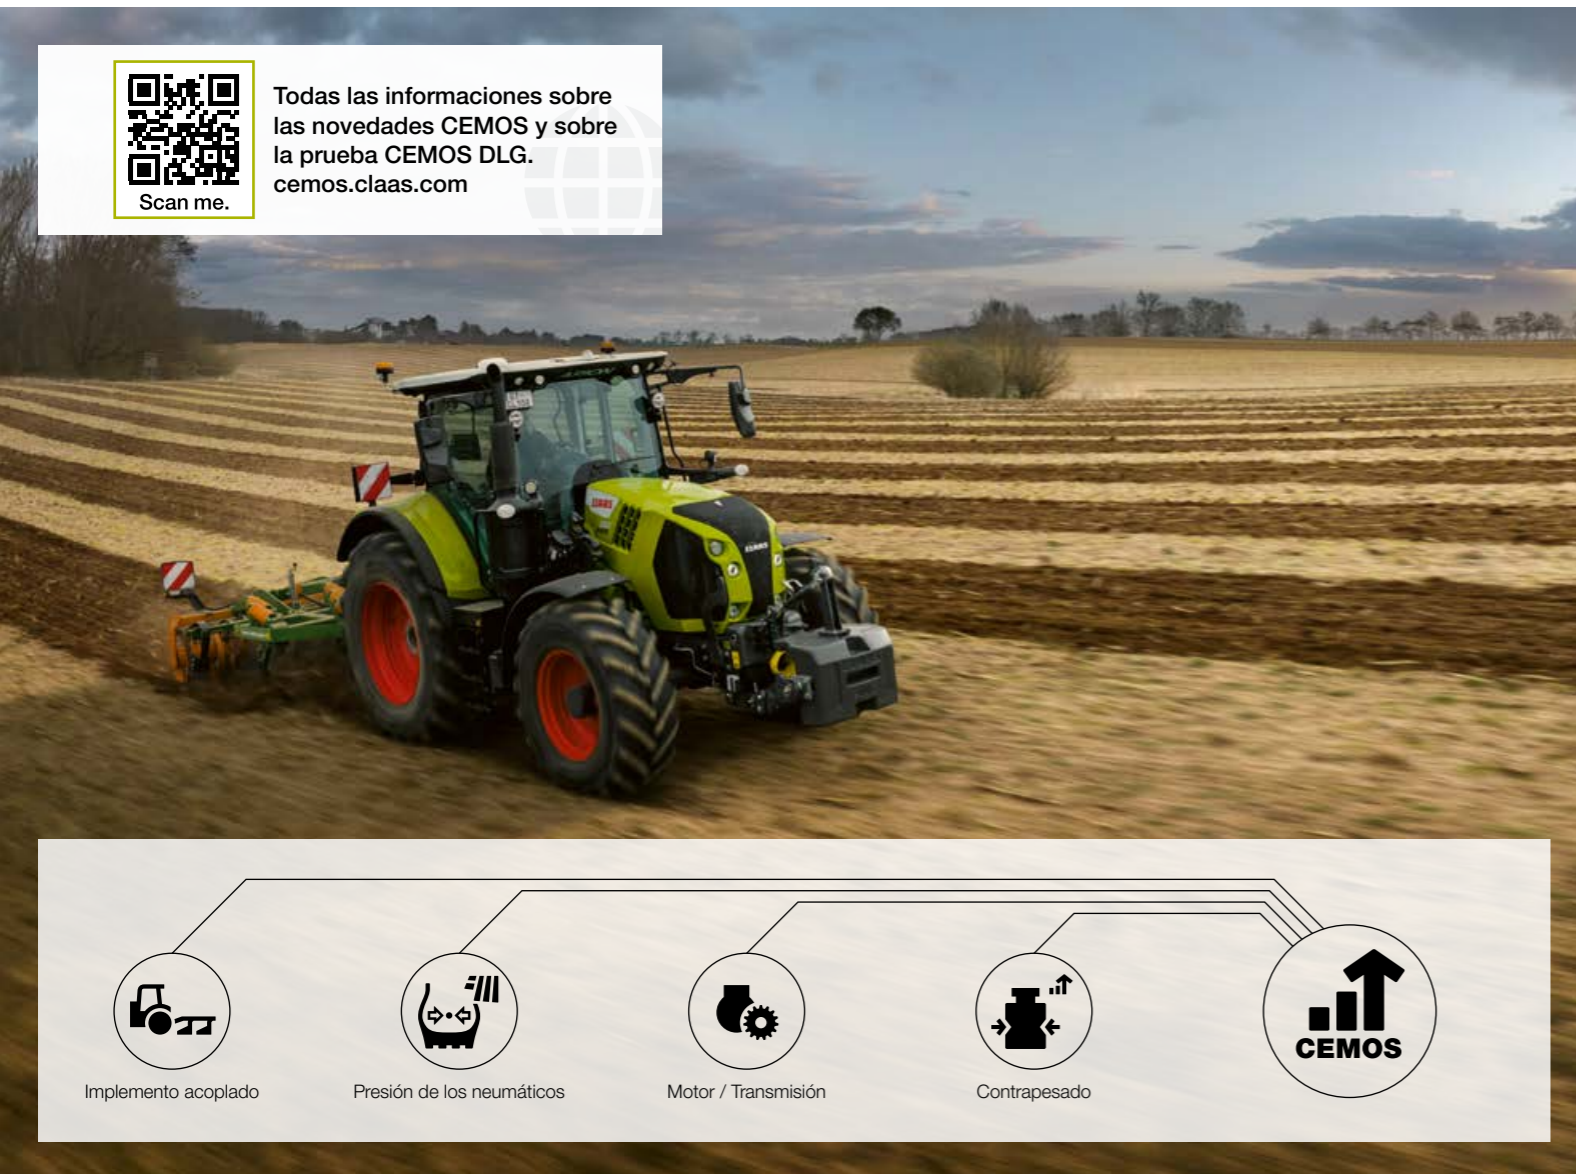 Todas las informaciones sobre
las novedades CEMOS y sobre
la prueba CEMOS DLG.
cemos.claas.com
Scan me.
CLAAS
CLAAS
Implemento acoplado
Presión de los neumáticos
Motor / Transmisión
Contrapesado
CEMOS